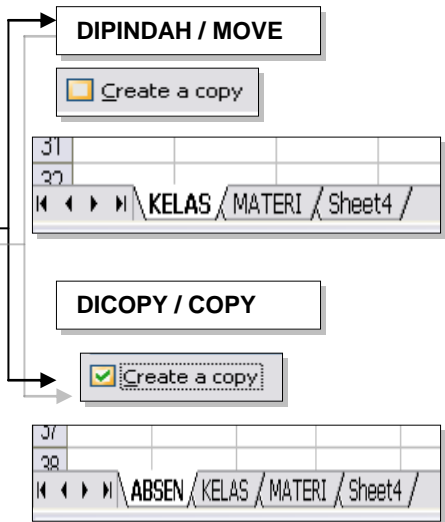 DIPINDAH / MOVE
Create a copy
31
32
KELAS / MATERI / Sheet4 /
DICOPY / COPY
Create a copy
37
38
ABSEN / KELAS / MATERI / Sheet4 /